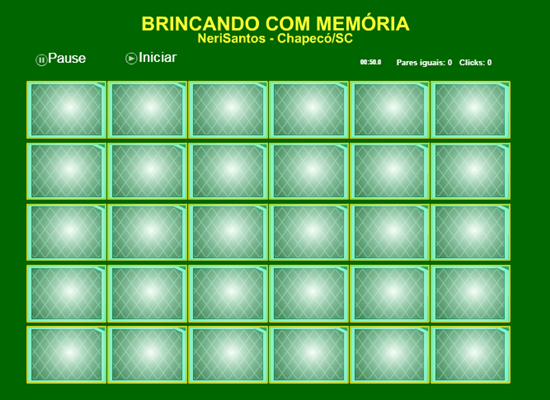 BRINCANDO COM MEMÓRIA
NeriSantos - Chapecó/SC
Pause Iniciar 00:50.0 Pares iguais: 0 Clicks: 0